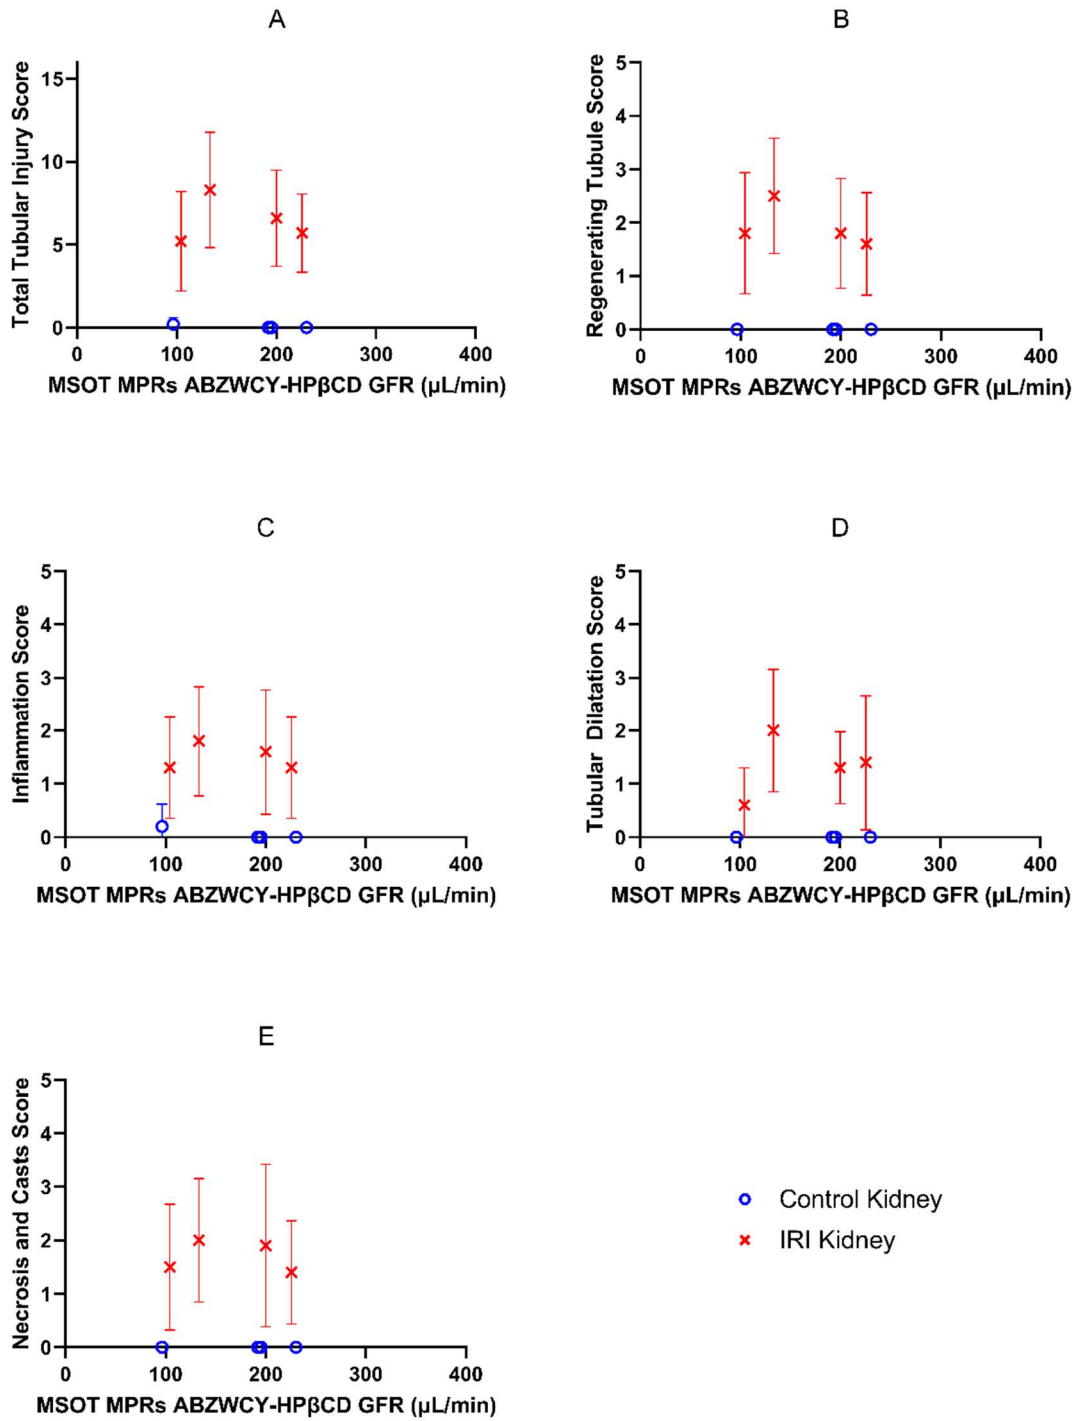 A
Total Tubular Injury Score
15
10
5
0
0 100 200 300 400
MSOT MPRs ABZWCY-HPβCD GFR (µL/min)
B
Regenerating Tubule Score
5
4
3
2
1
0
0 100 200 300 400
MSOT MPRs ABZWCY-HPβCD GFR (µL/min)
C
Inflammation Score
5
4
3
2
1
0
0 100 200 300 400
MSOT MPRs ABZWCY-HPβCD GFR (µL/min)
D
Tubular Dilatation Score
5
4
3
2
1
0
0 100 200 300 400
MSOT MPRs ABZWCY-HPβCD GFR (µL/min)
E
Necrosis and Casts Score
5
4
3
2
1
0
0 100 200 300 400
MSOT MPRs ABZWCY-HPβCD GFR (µL/min)
Control Kidney
IRI Kidney